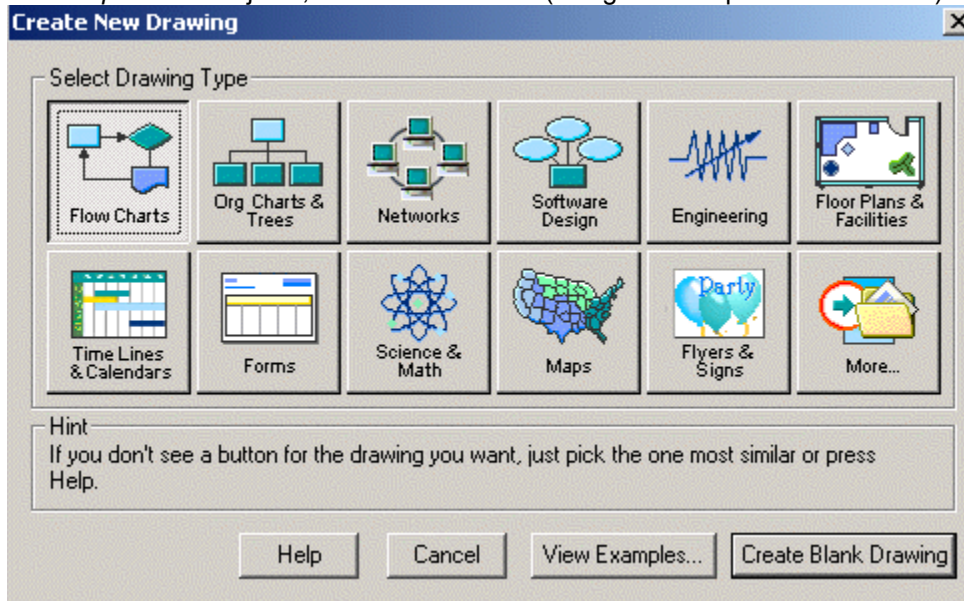 Create New Drawing
Select Drawing Type
Flow Charts
Org Charts &
Trees
Networks
Software
Design
Engineering
Floor Plans &
Facilities
Time Lines
& Calendars
Forms
Science &
Math
Maps
Party
Flyers &
Signs
More...
Hint
If you don't see a button for the drawing you want, just pick the one most similar or press
Help.
Help
Cancel
View Examples...
Create Blank Drawing